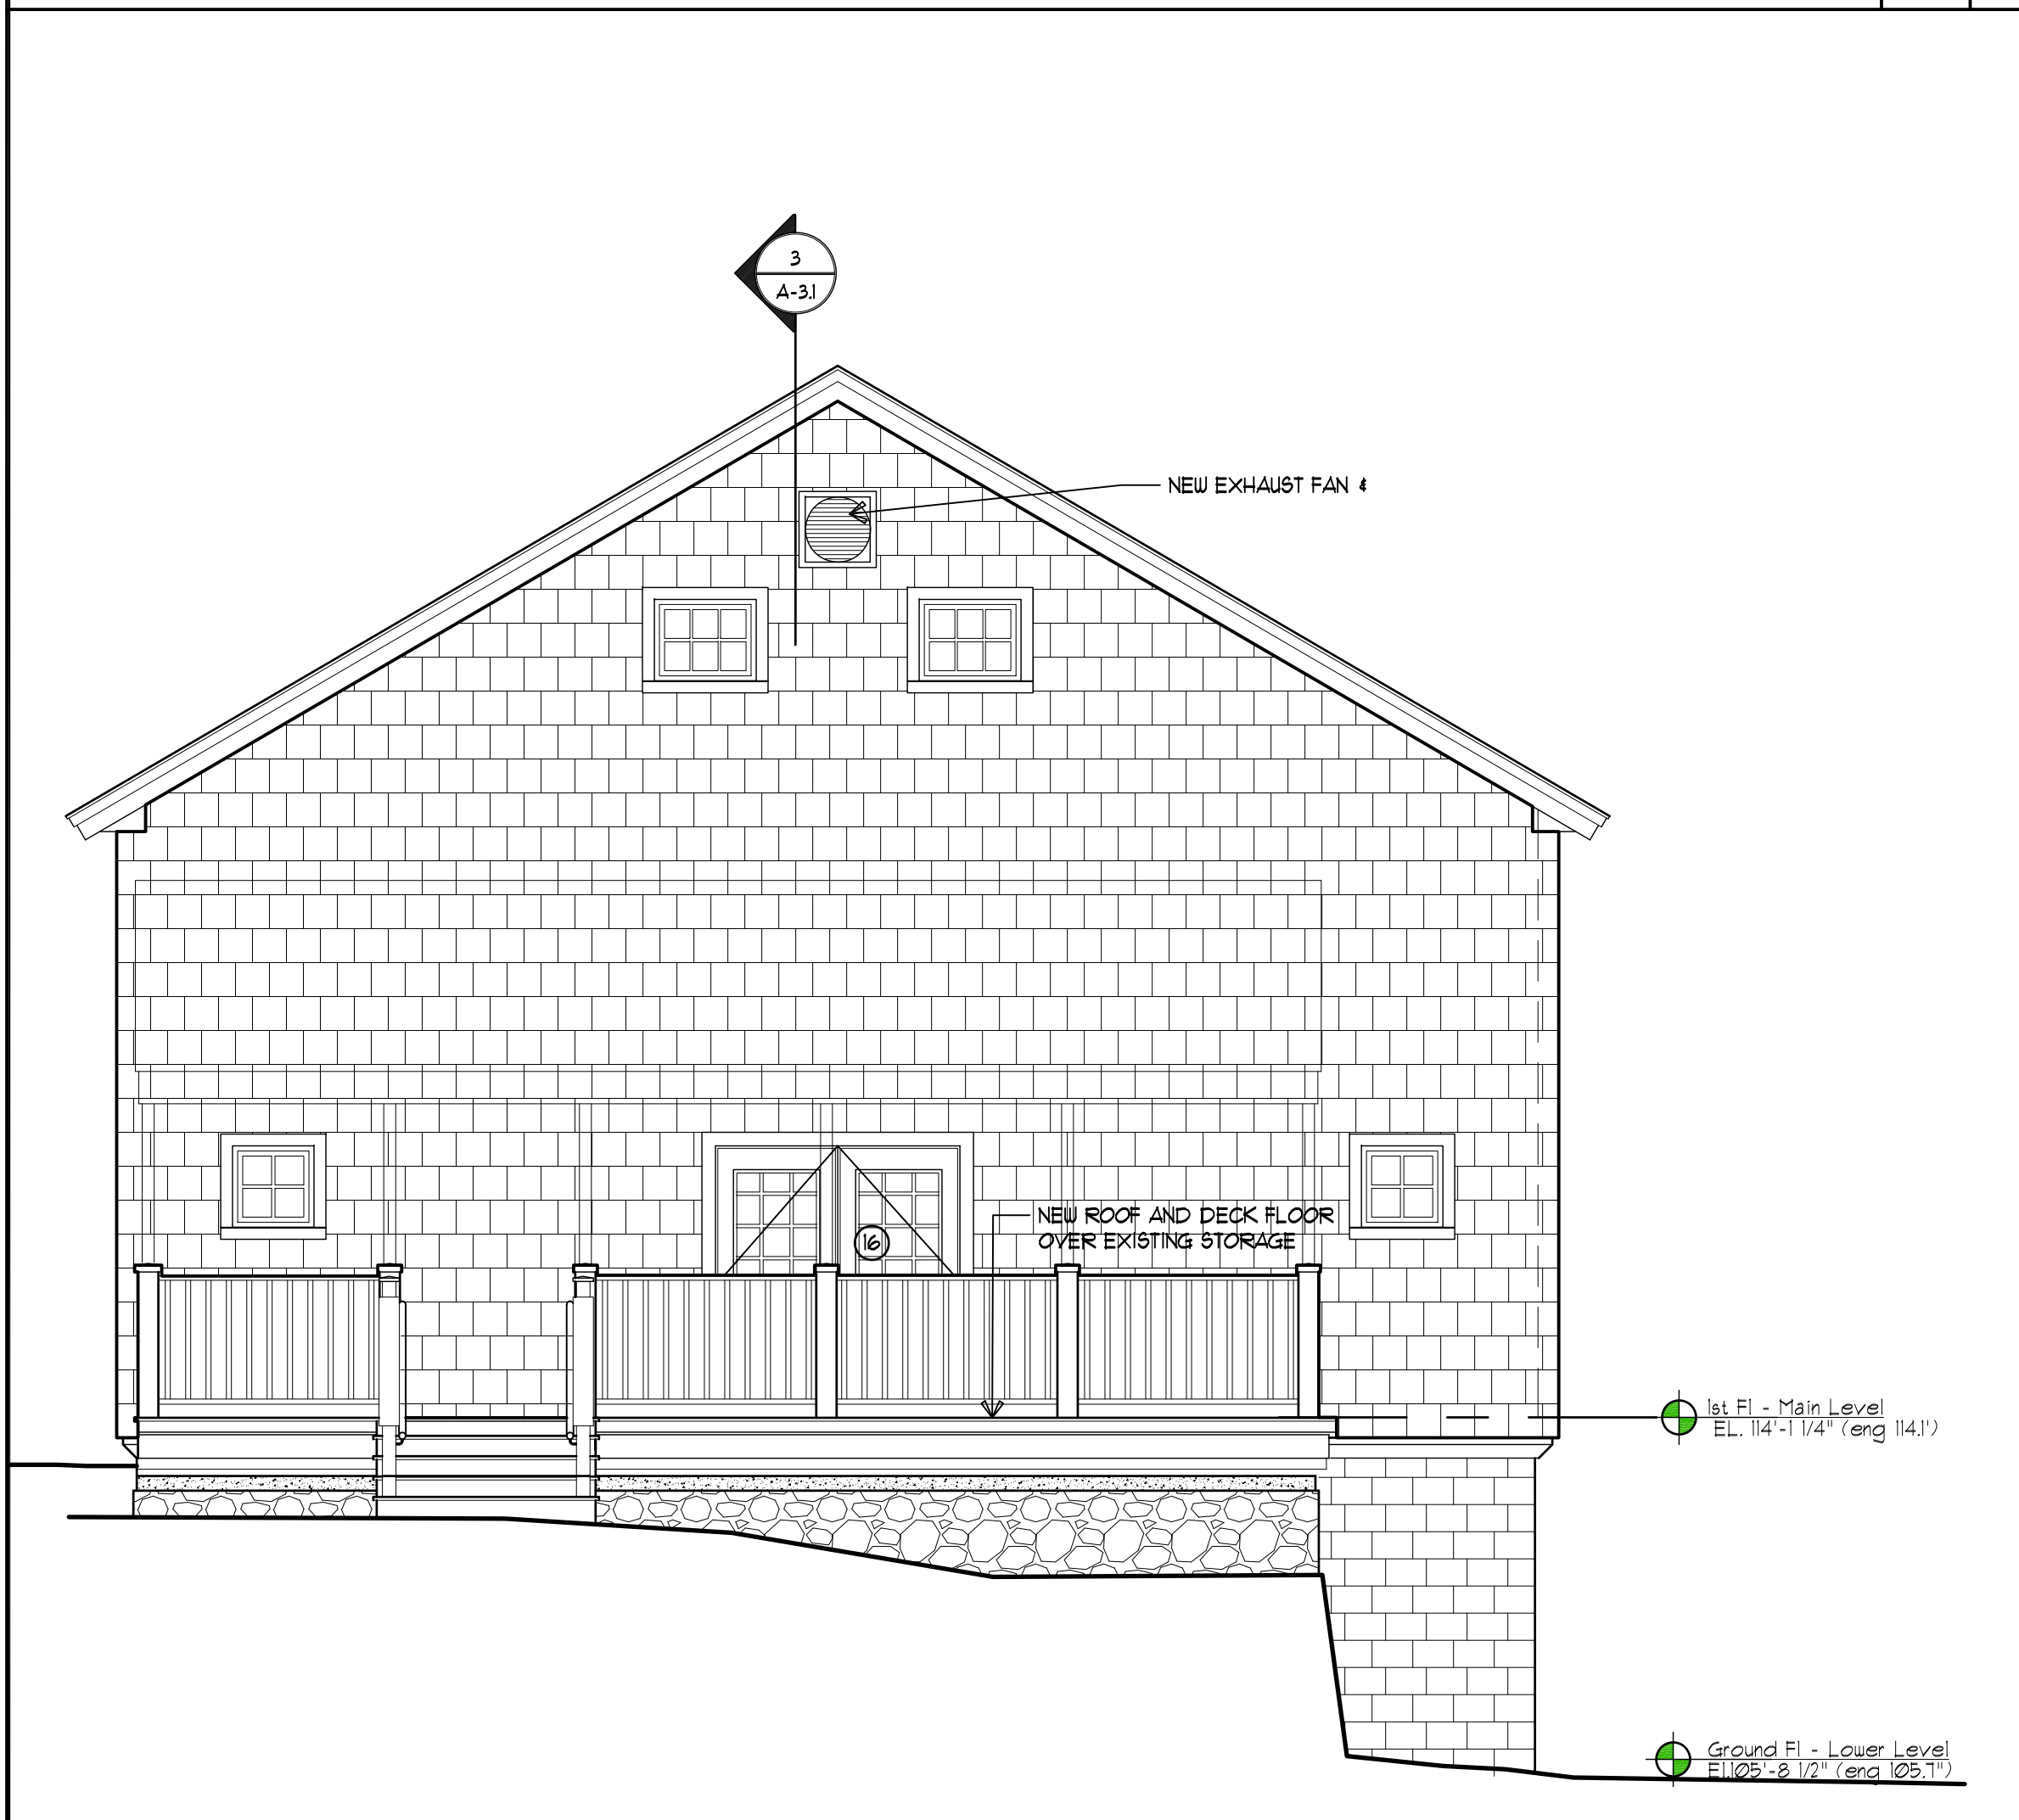 3
A-3.1
NEW EXHAUST FAN &
NEW ROOF AND DECK FLOOR
OVER EXISTING STORAGE
16
1st Fl - Main Level
EL. 114'-1 1/4" (eng 114.1')
Ground Fl - Lower Level
El.105'-8 1/2" (eng 105.7")